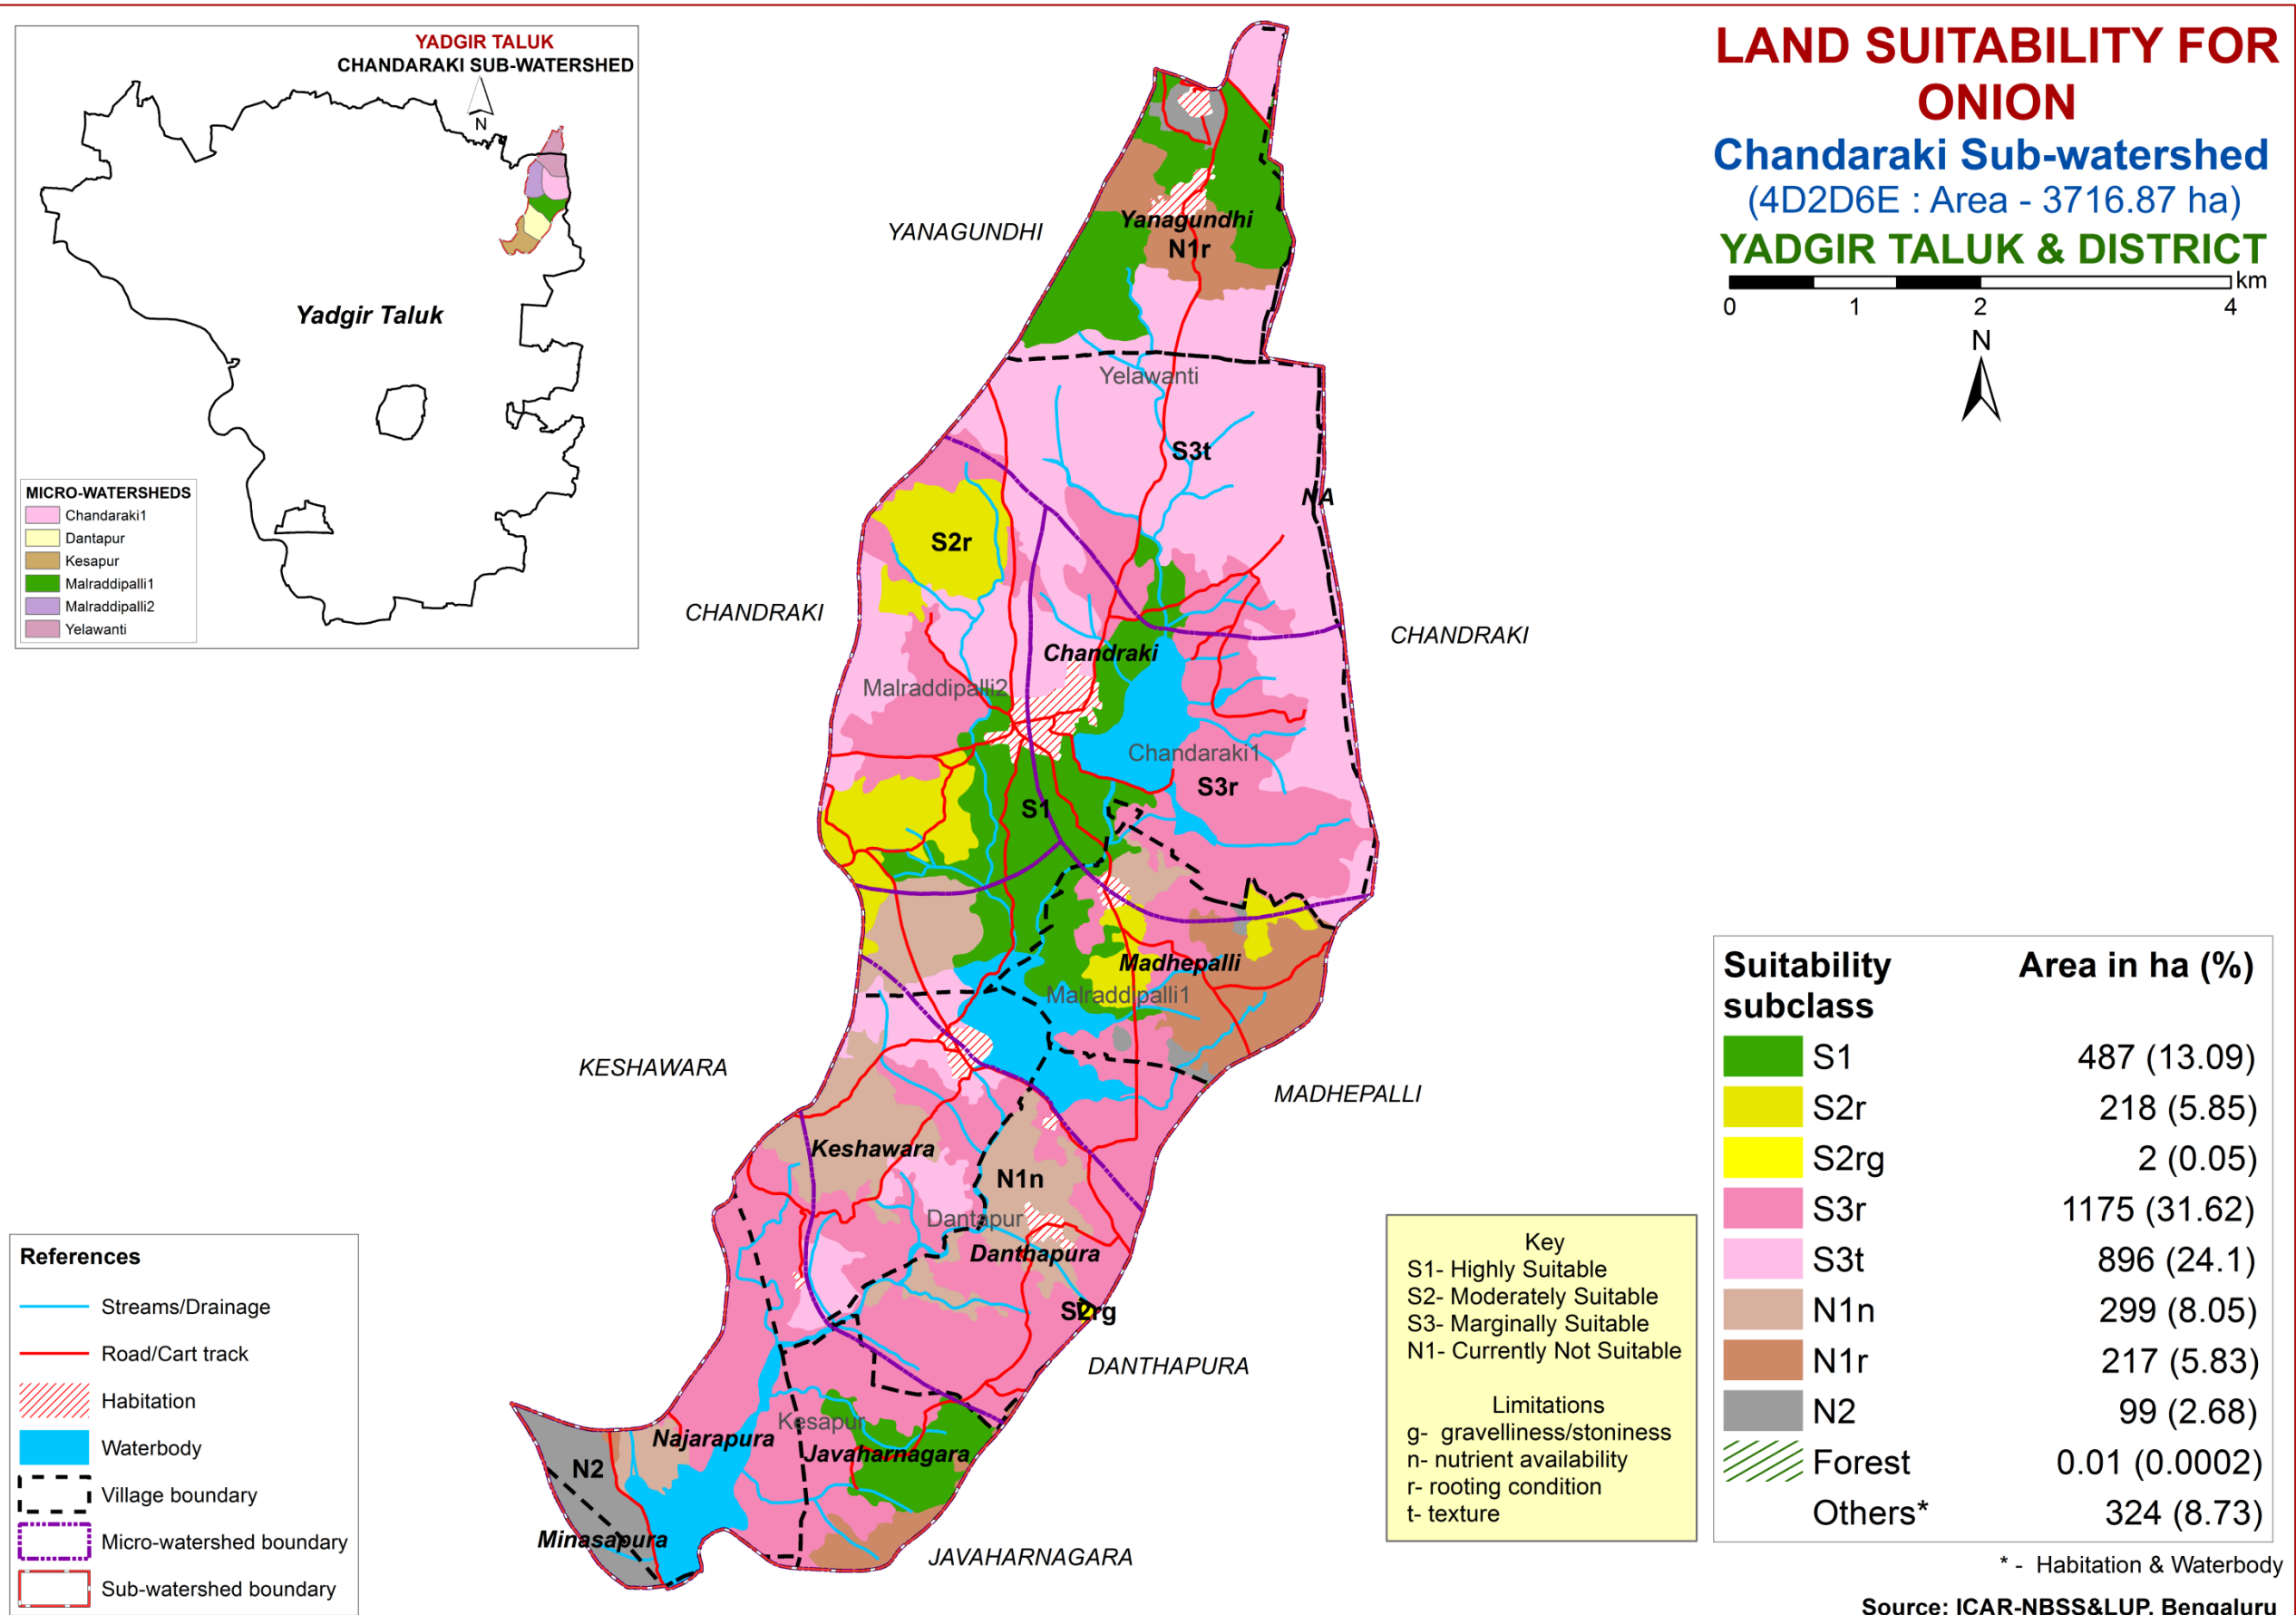 YADGIR TALUK
CHANDARAKI SUB-WATERSHED
N
Yadgir Taluk
MICRO-WATERSHEDS
Chandaraki1
Dantapur
Kesapur
Malraddipalli1
Malraddipalli2
Yelawanti
LAND SUITABILITY FOR
ONION
Chandaraki Sub-watershed
(4D2D6E : Area - 3716.87 ha)
YADGIR TALUK & DISTRICT
km
0 1 2 4
N
YANAGUNDHI
Yanagundhi
N1r
Yelawanti
S3t
NA
S2r
CHANDRAKI
CHANDRAKI
Chandraki
Malraddipalli2
Chandaraki1
S3r
S1
Madhepalli
Malraddipalli1
KESHAWARA
MADHEPALLI
Keshawara
N1n
Dantapur
Danthapura
S2rg
DANTHAPURA
Kesapur
Najarapura
Javaharnagara
N2
Minasapura
JAVAHARNAGARA
References
Streams/Drainage
Road/Cart track
Habitation
Waterbody
Village boundary
Micro-watershed boundary
Sub-watershed boundary
Key
S1- Highly Suitable
S2- Moderately Suitable
S3- Marginally Suitable
N1- Currently Not Suitable
Limitations
g- gravelliness/stoniness
n- nutrient availability
r- rooting condition
t- texture
Suitability Area in ha (%)
subclass
S1 487 (13.09)
S2r 218 (5.85)
S2rg 2 (0.05)
S3r 1175 (31.62)
S3t 896 (24.1)
N1n 299 (8.05)
N1r 217 (5.83)
N2 99 (2.68)
Forest 0.01 (0.0002)
Others* 324 (8.73)
* - Habitation & Waterbody
Source: ICAR-NBSS&LUP, Bengaluru